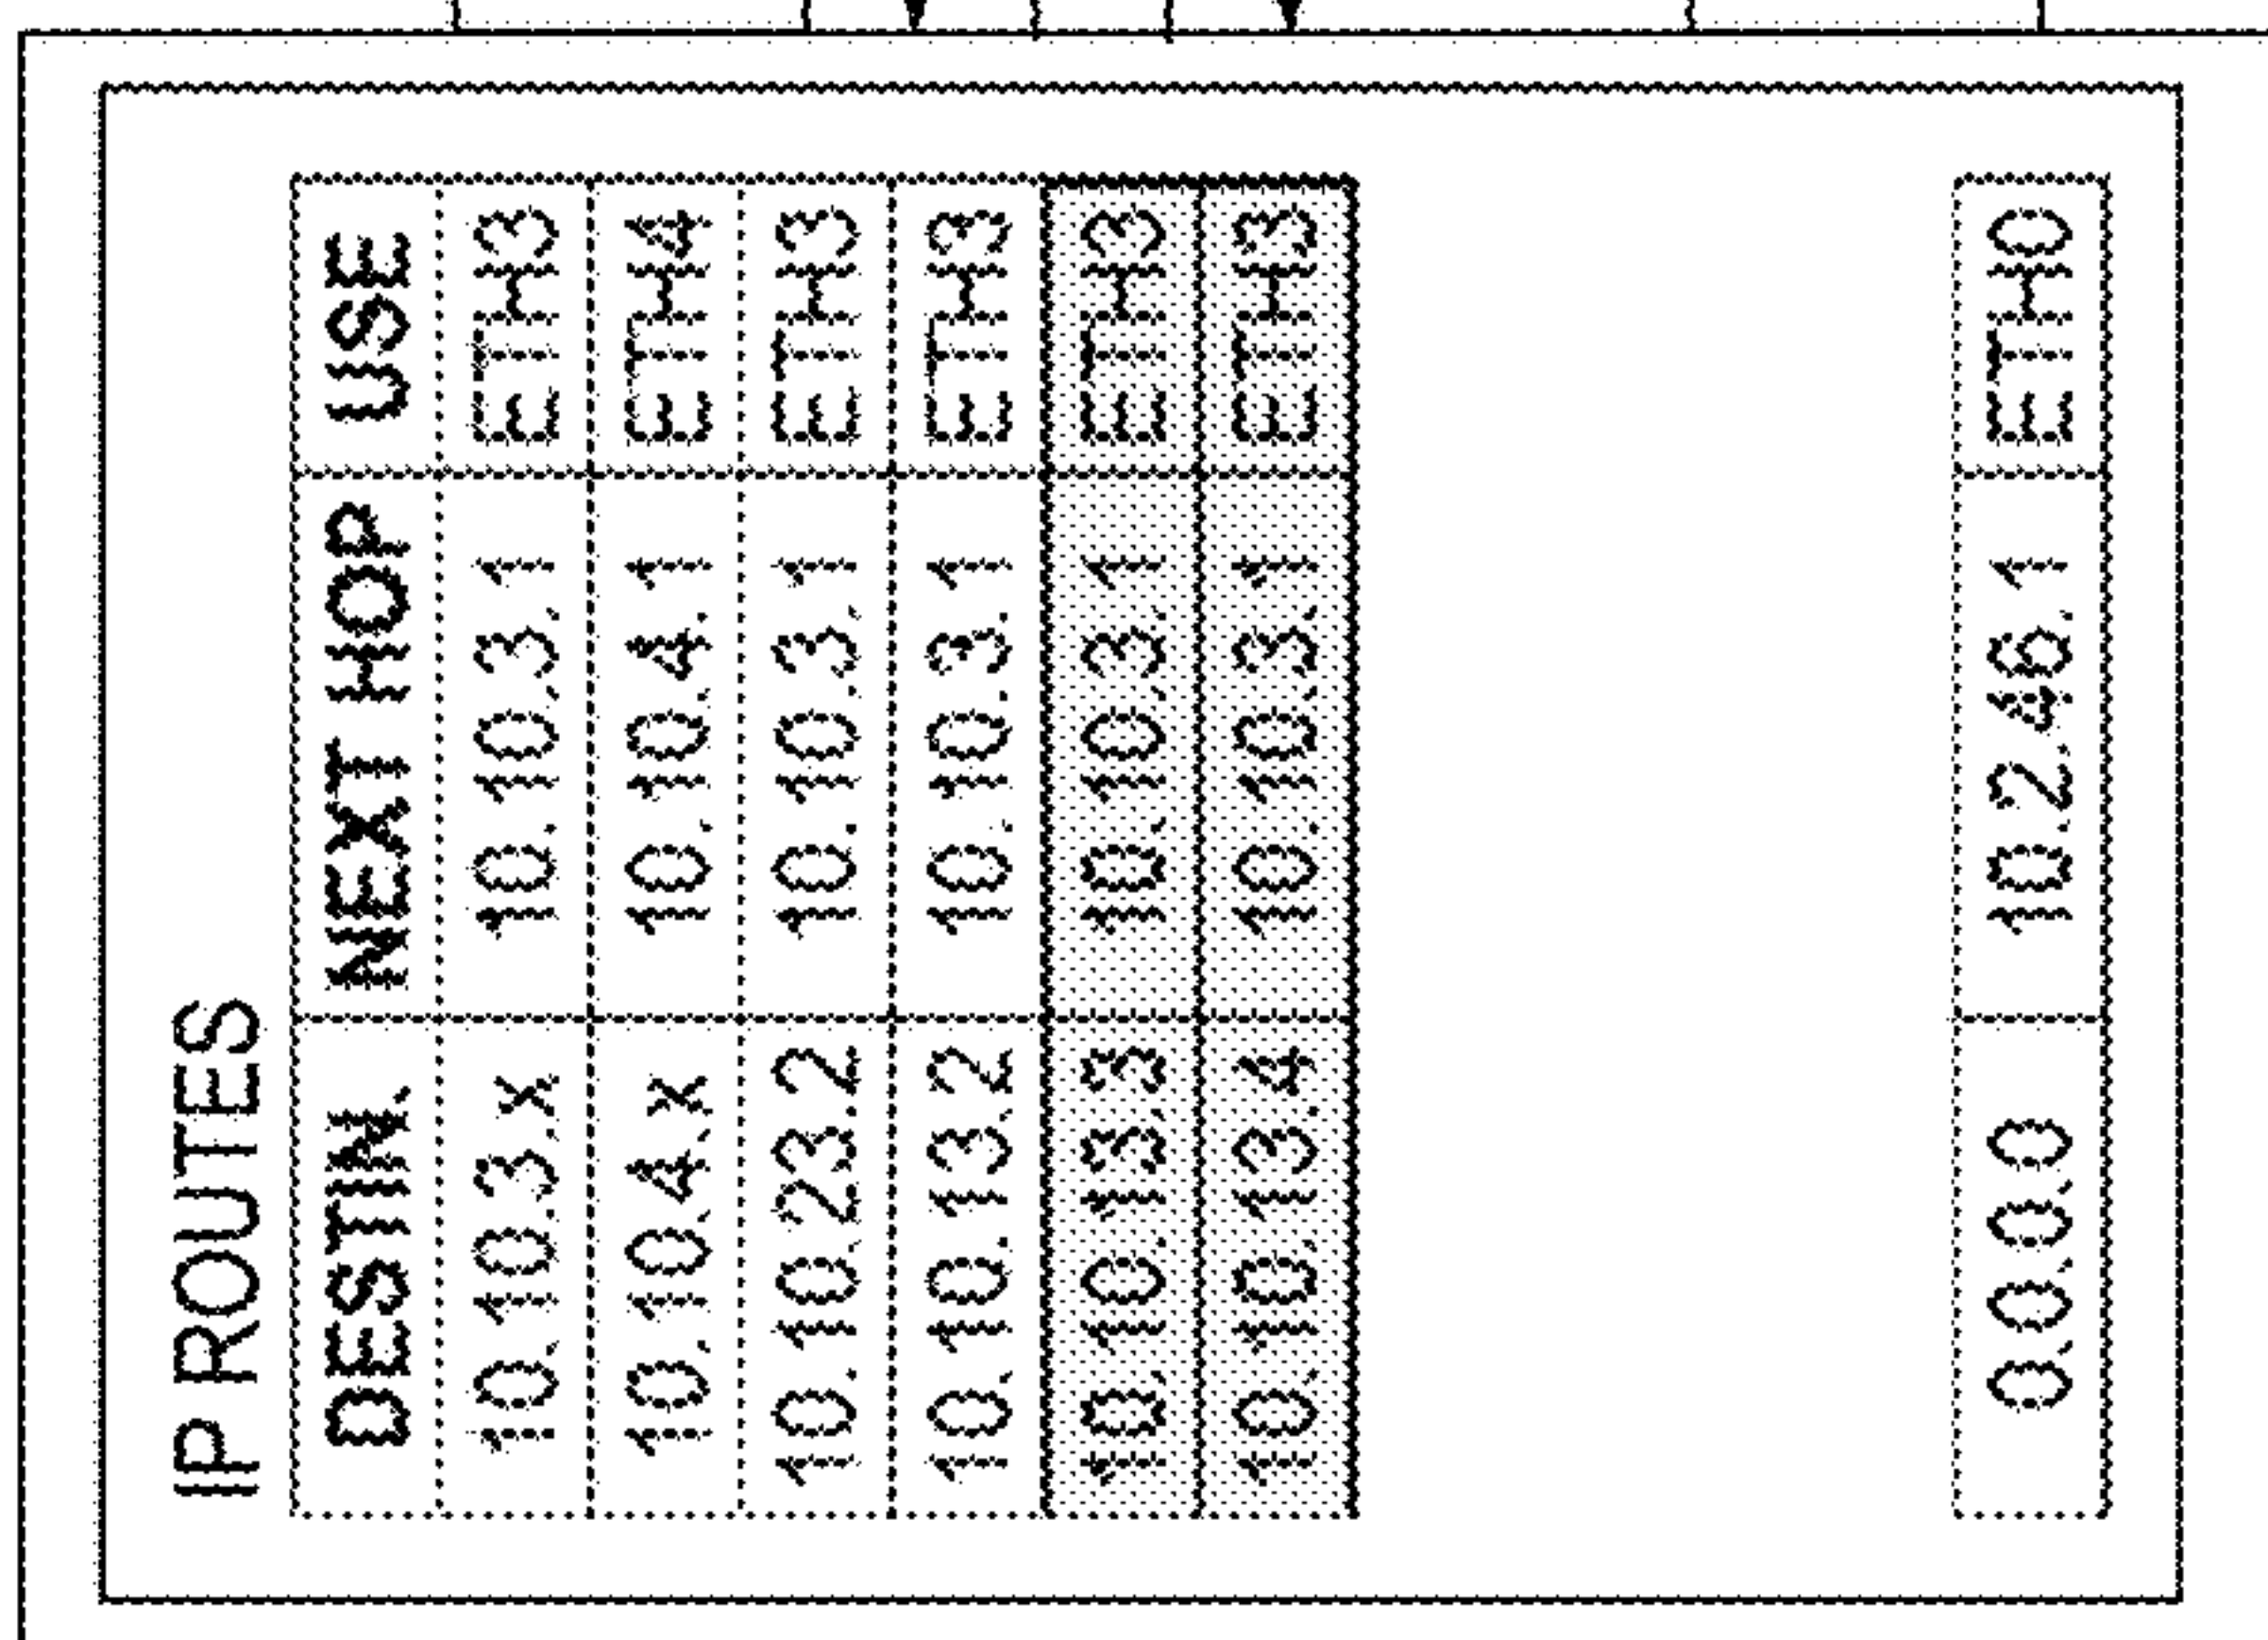 IP ROUTES
DESTIN. NEXT HOP USE
10.10.3.x 10.10.3.1 ETH3
10.10.4.x 10.10.4.1 ETH4
10.10.23.2 10.10.3.1 ETH3
10.10.13.2 10.10.3.1 ETH3
10.10.13.3 10.10.3.1 ETH3
10.10.13.4 10.10.3.1 ETH3
0.0.0.0 10.2.46.1 ETH0